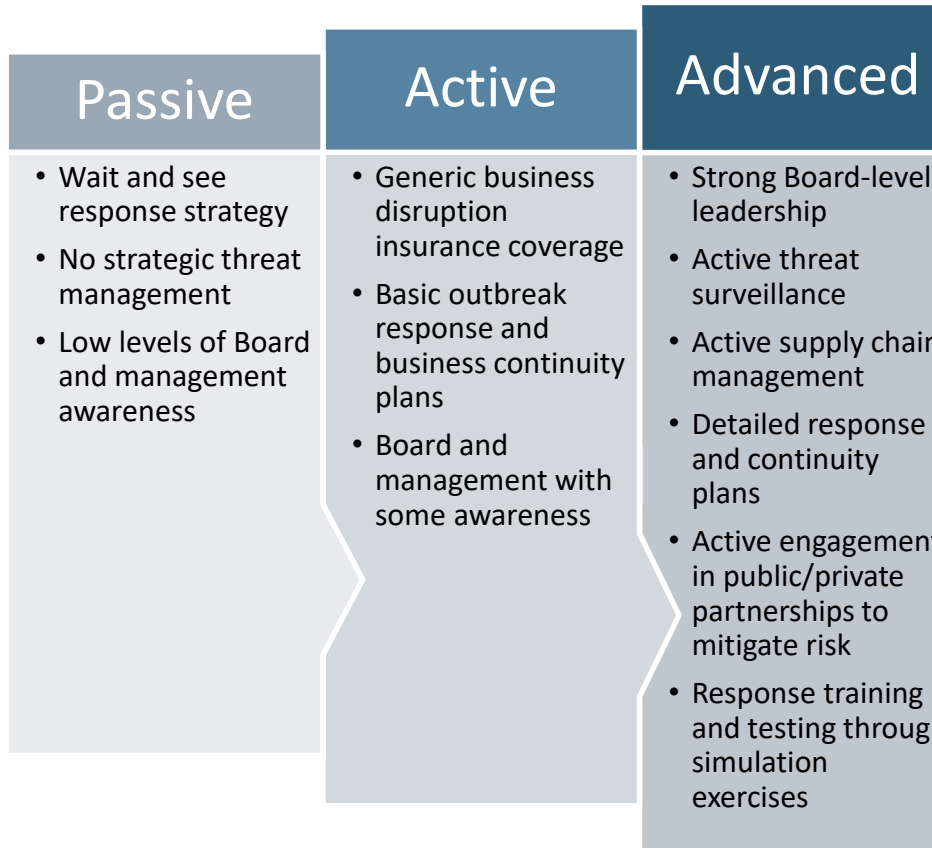 Passive
• Wait and see
response strategy
• No strategic threat
management
• Low levels of Board
and management
awareness
Active
• Generic business
disruption
insurance coverage
• Basic outbreak
response and
business continuity
plans
• Board and
management with
some awareness
Advanced
• Strong Board-level
leadership
• Active threat
surveillance
• Active supply chain
management
• Detailed response
and continuity
plans
• Active engagement
in public/private
partnerships to
mitigate risk
• Response training
and testing throug
simulation
exercises